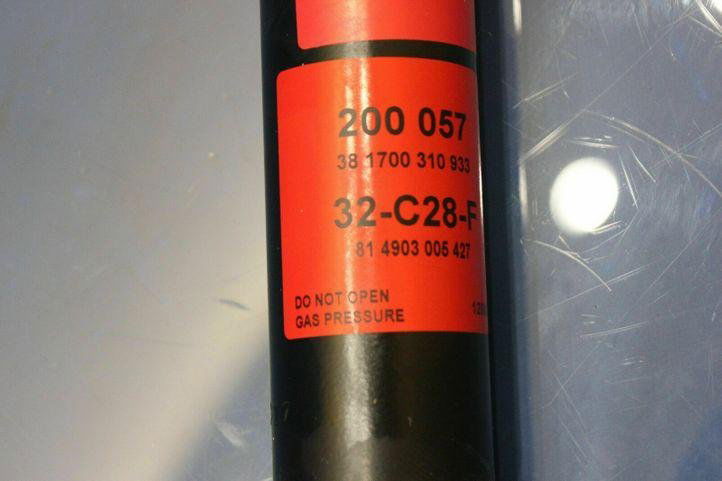 200 057
38 1700 310 933
32-C28-F
81 4903 005 427
DO NOT OPEN
GAS PRESSURE